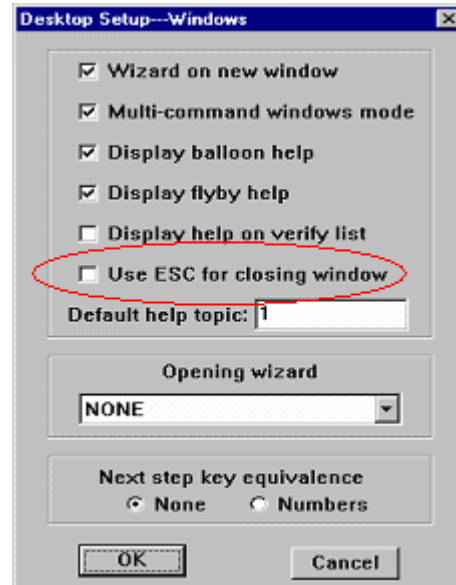 Desktop Setup---Windows
Wizard on new window
Multi-command windows mode
Display balloon help
Display flyby help
Display help on verify list
Use ESC for closing window
Default help topic: 1
Opening wizard
NONE
Next step key equivalence
None Numbers
OK Cancel